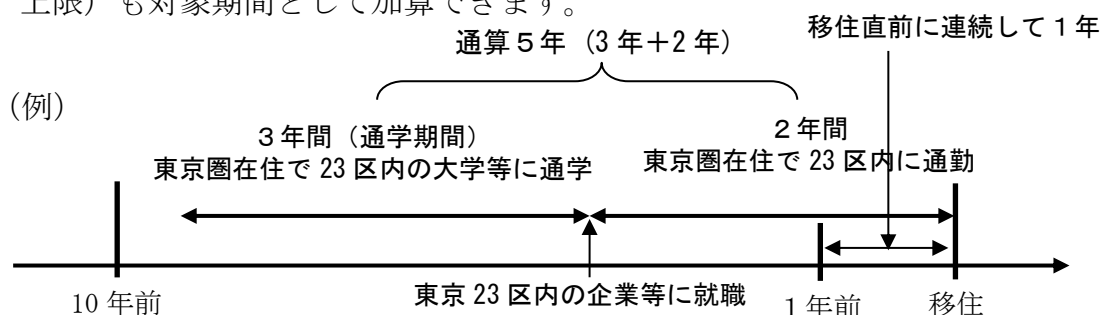 上限）も対象期間として加算できます。
通算５年（3 年＋2 年）
移住直前に連続して１年
（例）
３年間（通学期間）
東京圏在住で 23 区内の大学等に通学
２年間
東京圏在住で 23 区内に通勤
10 年前
東京 23 区内の企業等に就職
１年前
移住